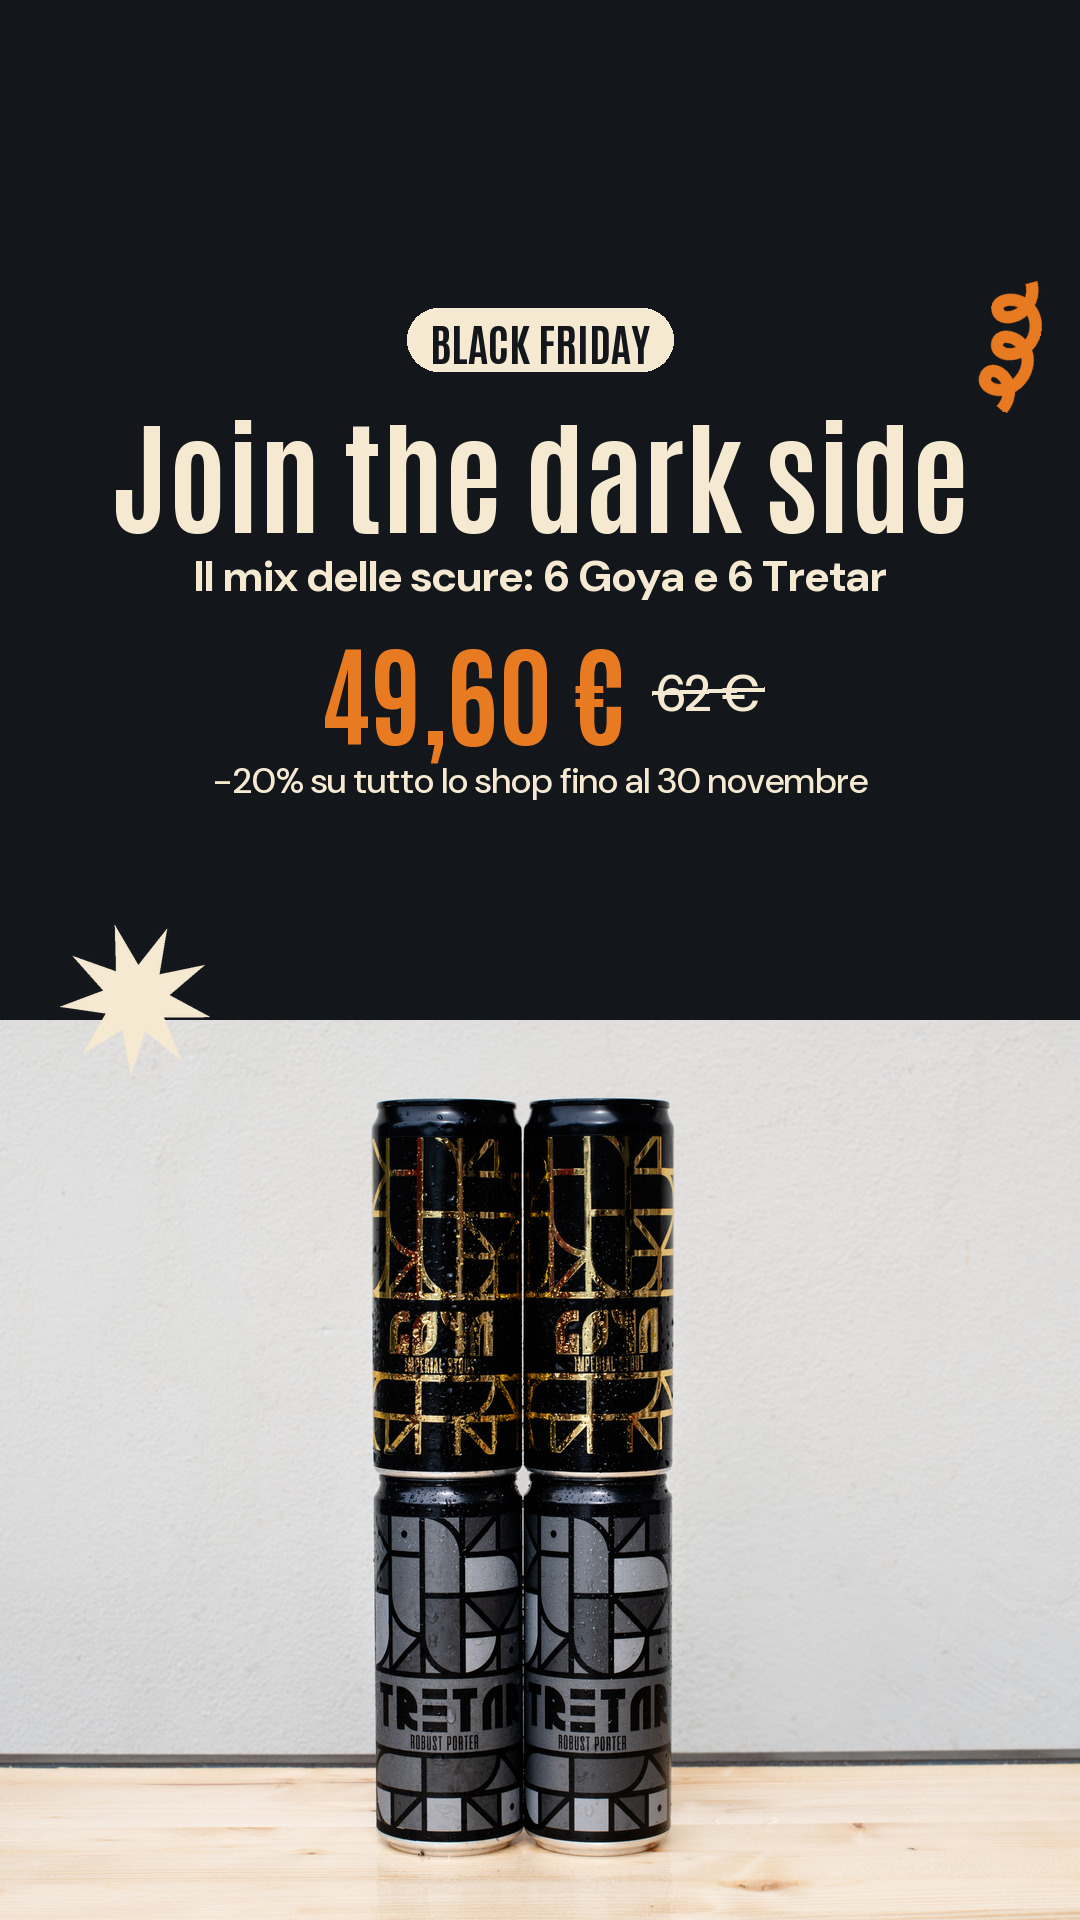 BLACK FRIDAY
Join the dark side
Il mix delle scure: 6 Goya e 6 Tretar
49,60 € 62 €
-20% su tutto lo shop fino al 30 novembre
GOYA GOYA
IMPERIAL STOUT IMPERIAL STOUT
TRETAR TRETAR
ROBUST PORTER ROBUST PORTER